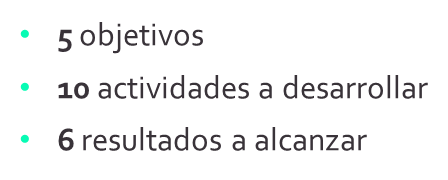 • 5 objetivos
• 10 actividades a desarrollar
• 6 resultados a alcanzar